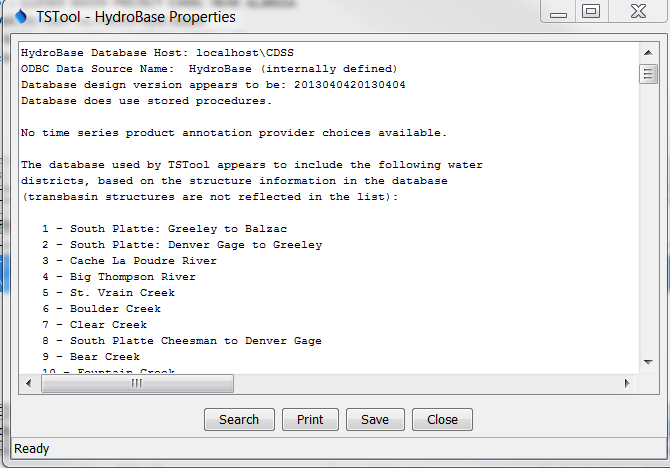 TSTool - HydroBase Properties
HydroBase Database Host: localhost\CDSS
ODBC Data Source Name:  HydroBase (internally defined)
Database design version appears to be: 2013040420130404
Database does use stored procedures.
No time series product annotation provider choices available.
The database used by TSTool appears to include the following water
districts, based on the structure information in the database
(transbasin structures are not reflected in the list):
1 - South Platte: Greeley to Balzac
2 - South Platte: Denver Gage to Greeley
3 - Cache La Poudre River
4 - Big Thompson River
5 - St. Vrain Creek
6 - Boulder Creek
7 - Clear Creek
8 - South Platte Cheesman to Denver Gage
9 - Bear Creek
10 - Fountain Creek
Search Print Save Close
Ready